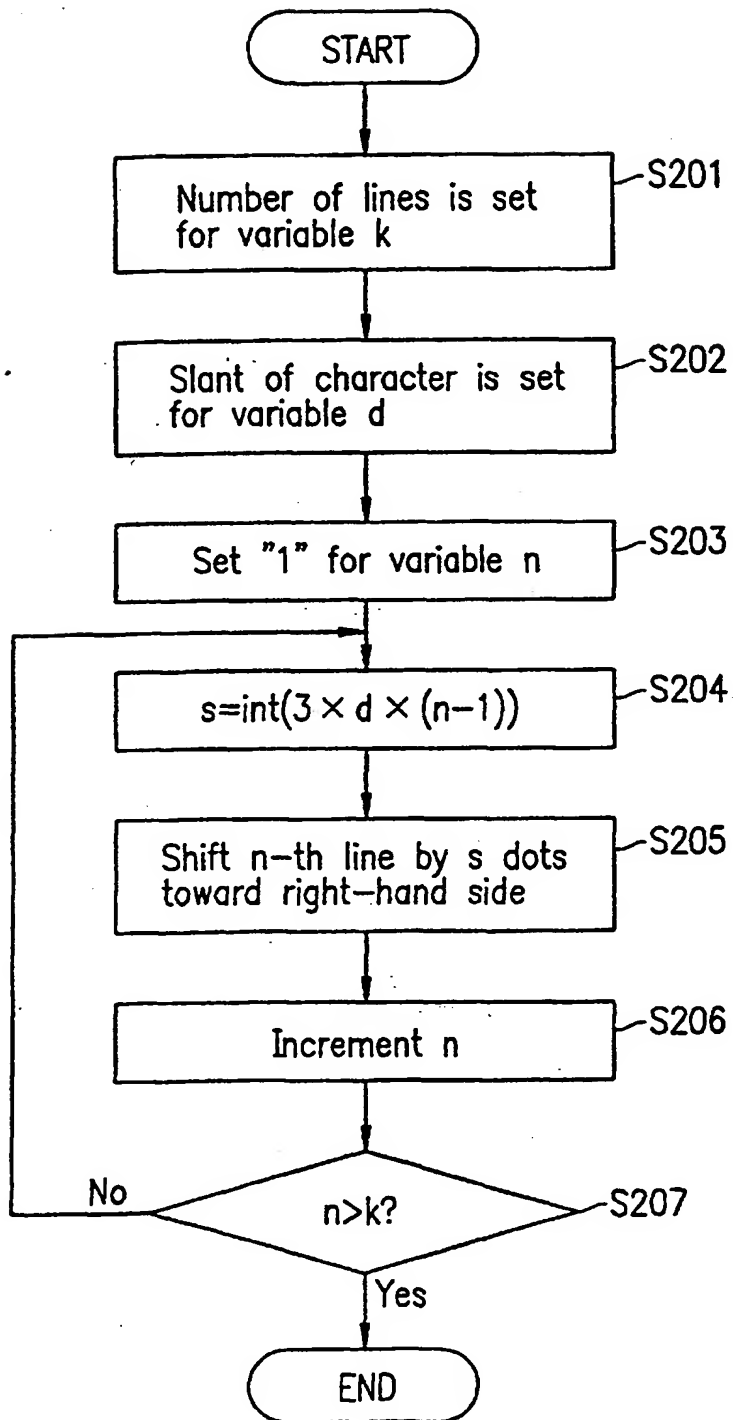 START
Number of lines is set
for variable k
S201
Slant of character is set
for variable d
S202
Set "1" for variable n
S203
s=int(3 × d × (n-1))
S204
Shift n-th line by s dots
toward right-hand side
S205
Increment n
S206
No
n>k?
S207
Yes
END